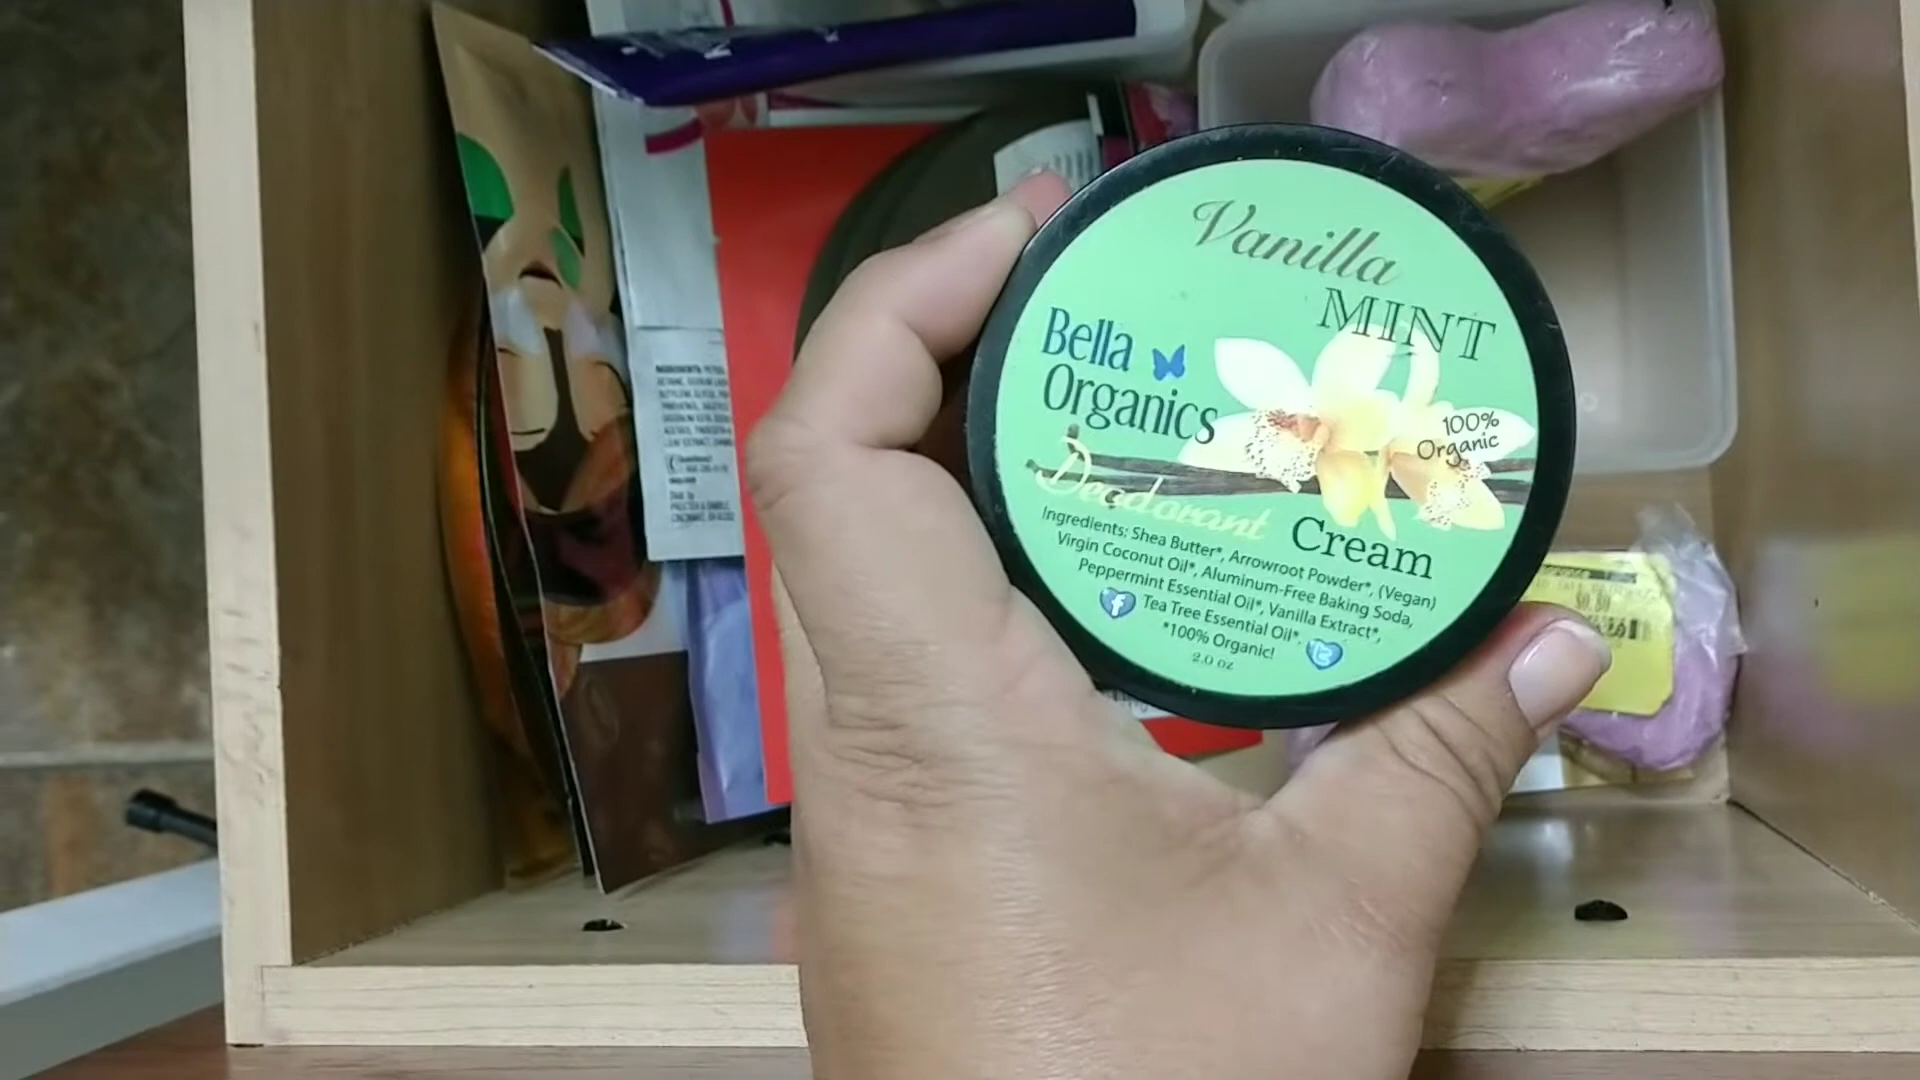 Vanilla
MINT
Bella
Organics
100%
Organic
Deodorant
Cream
Ingredients: Shea Butter*, Arrowroot Powder*, (Vegan)
Virgin Coconut Oil*, Aluminum-Free Baking Soda,
Peppermint Essential Oil*, Vanilla Extract*,
Tea Tree Essential Oil*.
*100% Organic!
2.0 oz